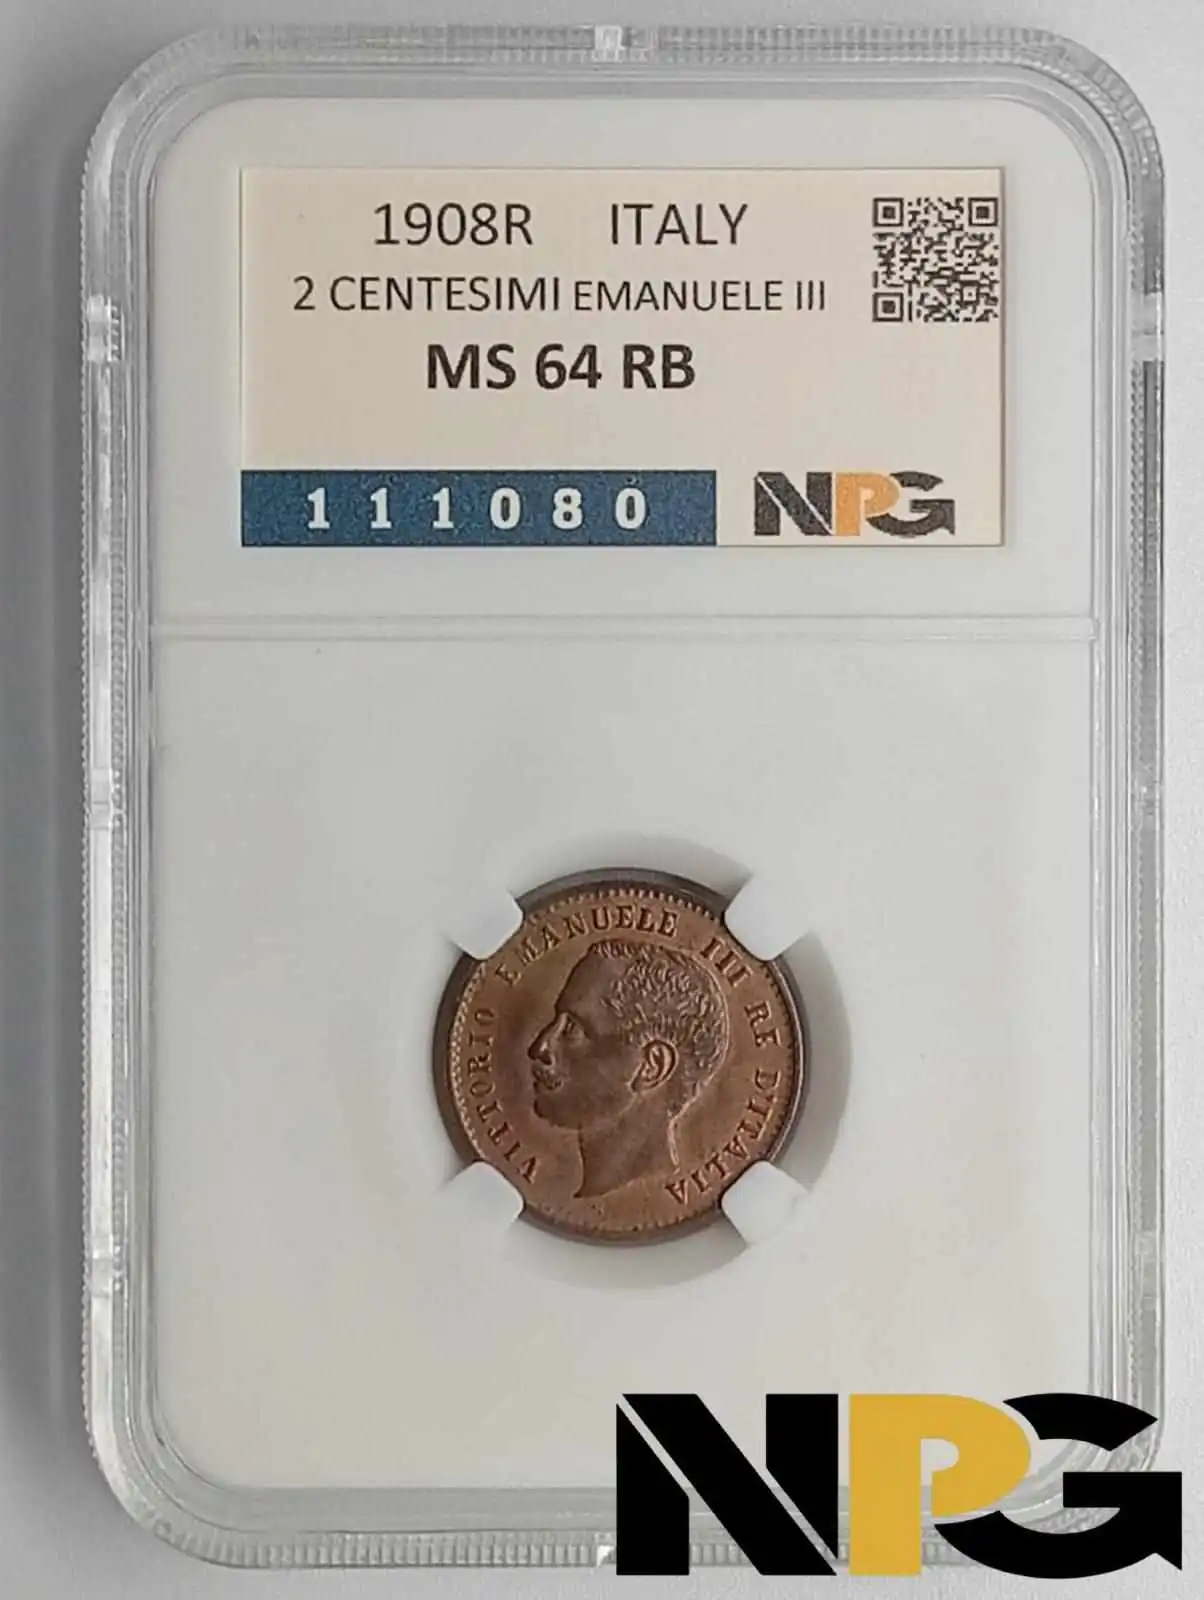 1908R ITALY
2 CENTESIMI EMANUELE III
MS 64 RB
111080 NPG
VITTORIO EMANUELE III RE D'ITALIA
NPG